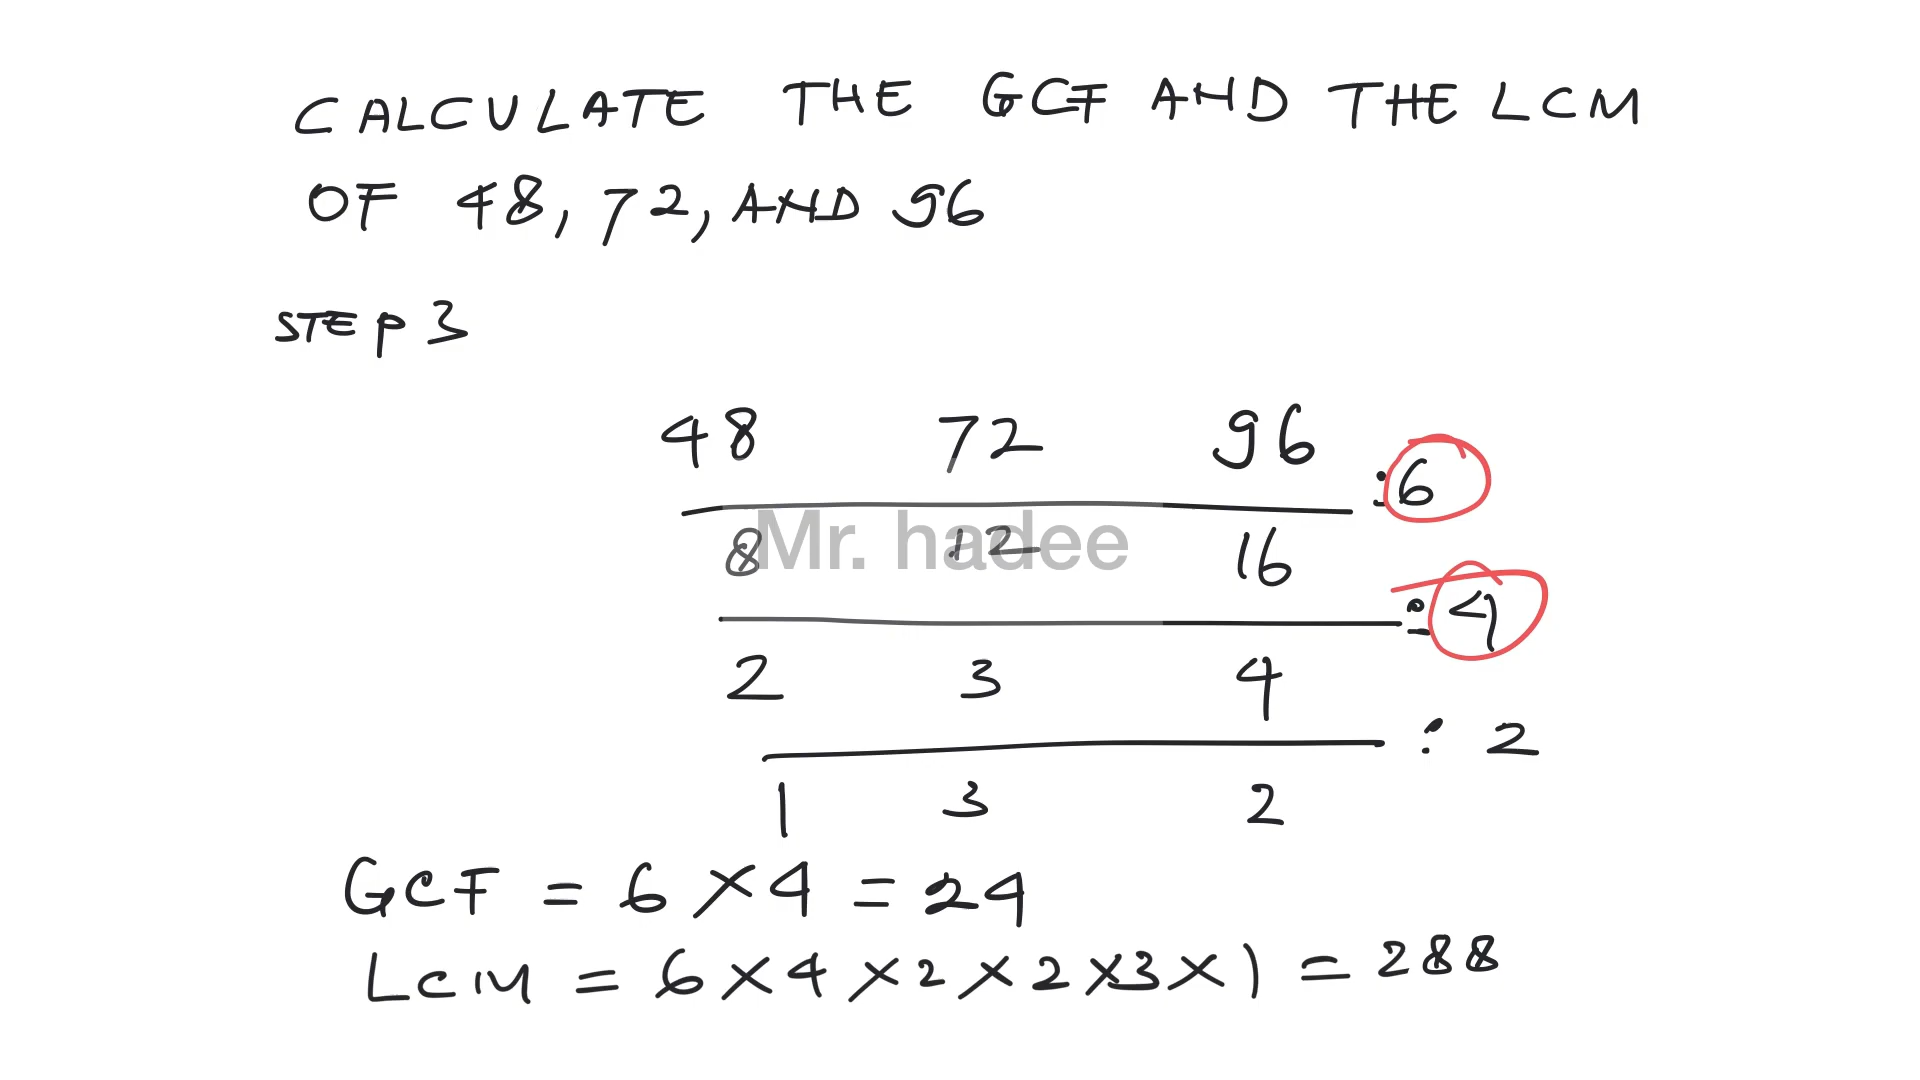 CALCULATE THE GCF AND THE LCM
OF 48, 72, AND 96
STEP 3
48 72 96 :6
Mr. hadee
8 12 16 :4
2 3 4 : 2
1 3 2
GCF = 6 × 4 = 24
LCM = 6 × 4 × 2 × 2 × 3 × 1 = 288